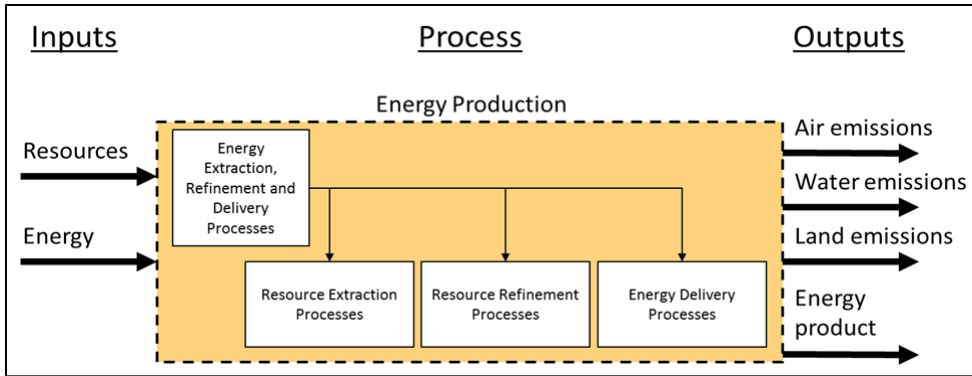 Inputs
Process
Outputs
Energy Production
Resources
Energy
Energy
Extraction,
Refinement and
Delivery
Processes
Resource Extraction
Processes
Resource Refinement
Processes
Energy Delivery
Processes
Air emissions
Water emissions
Land emissions
Energy
product